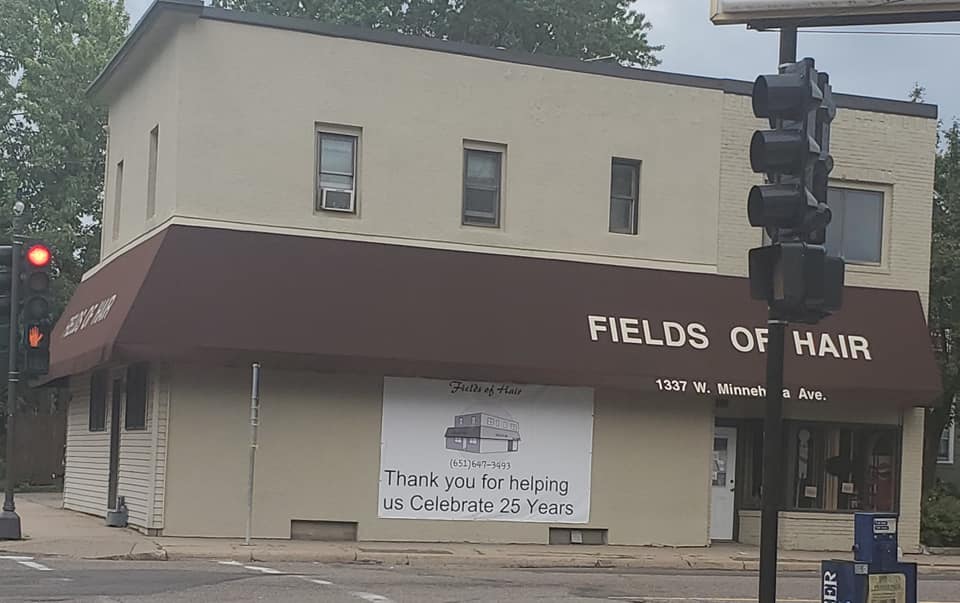 FIELDS OF HAIR
FIELDS OF HAIR
1337 W. Minnehaha Ave.
Fields of Hair
(651)647-3493
Thank you for helping
us Celebrate 25 Years